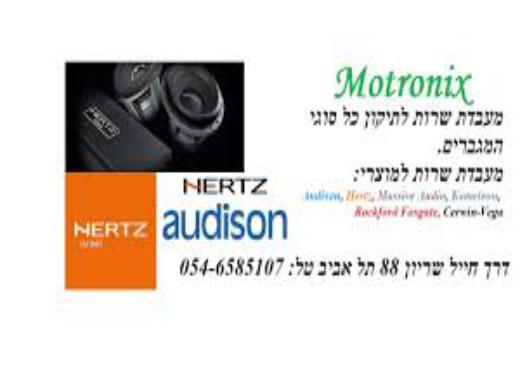 Motronix
מעבדת שרות לתיקון כל סוגי
המגברים.
מעבדת שרות למוצרי:
Audison, Hertz, Massive Audio, Kameleon,
Rockford Fosgate, Cerwin-Vega
HERTZ
HERTZ
audison
HERTZ
דרך חייל שריון 88 תל אביב טל: 054-6585107